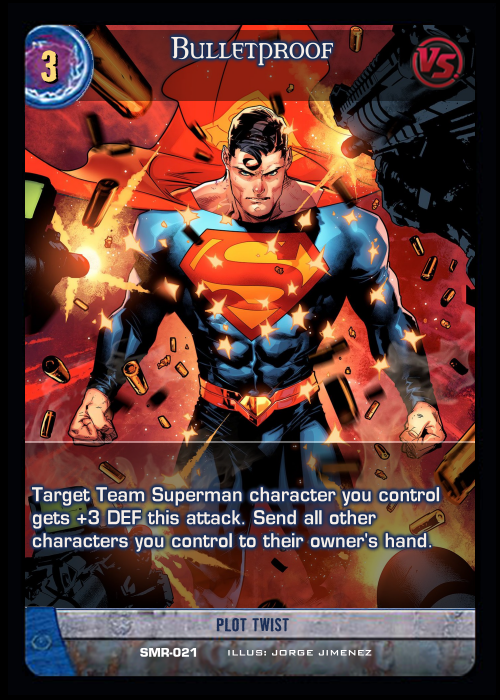 3
Bulletproof
VS
Target Team Superman character you control
gets +3 DEF this attack. Send all other
characters you control to their owner's hand.
PLOT TWIST
SMR-021 ILLUS: JORGE JIMENEZ